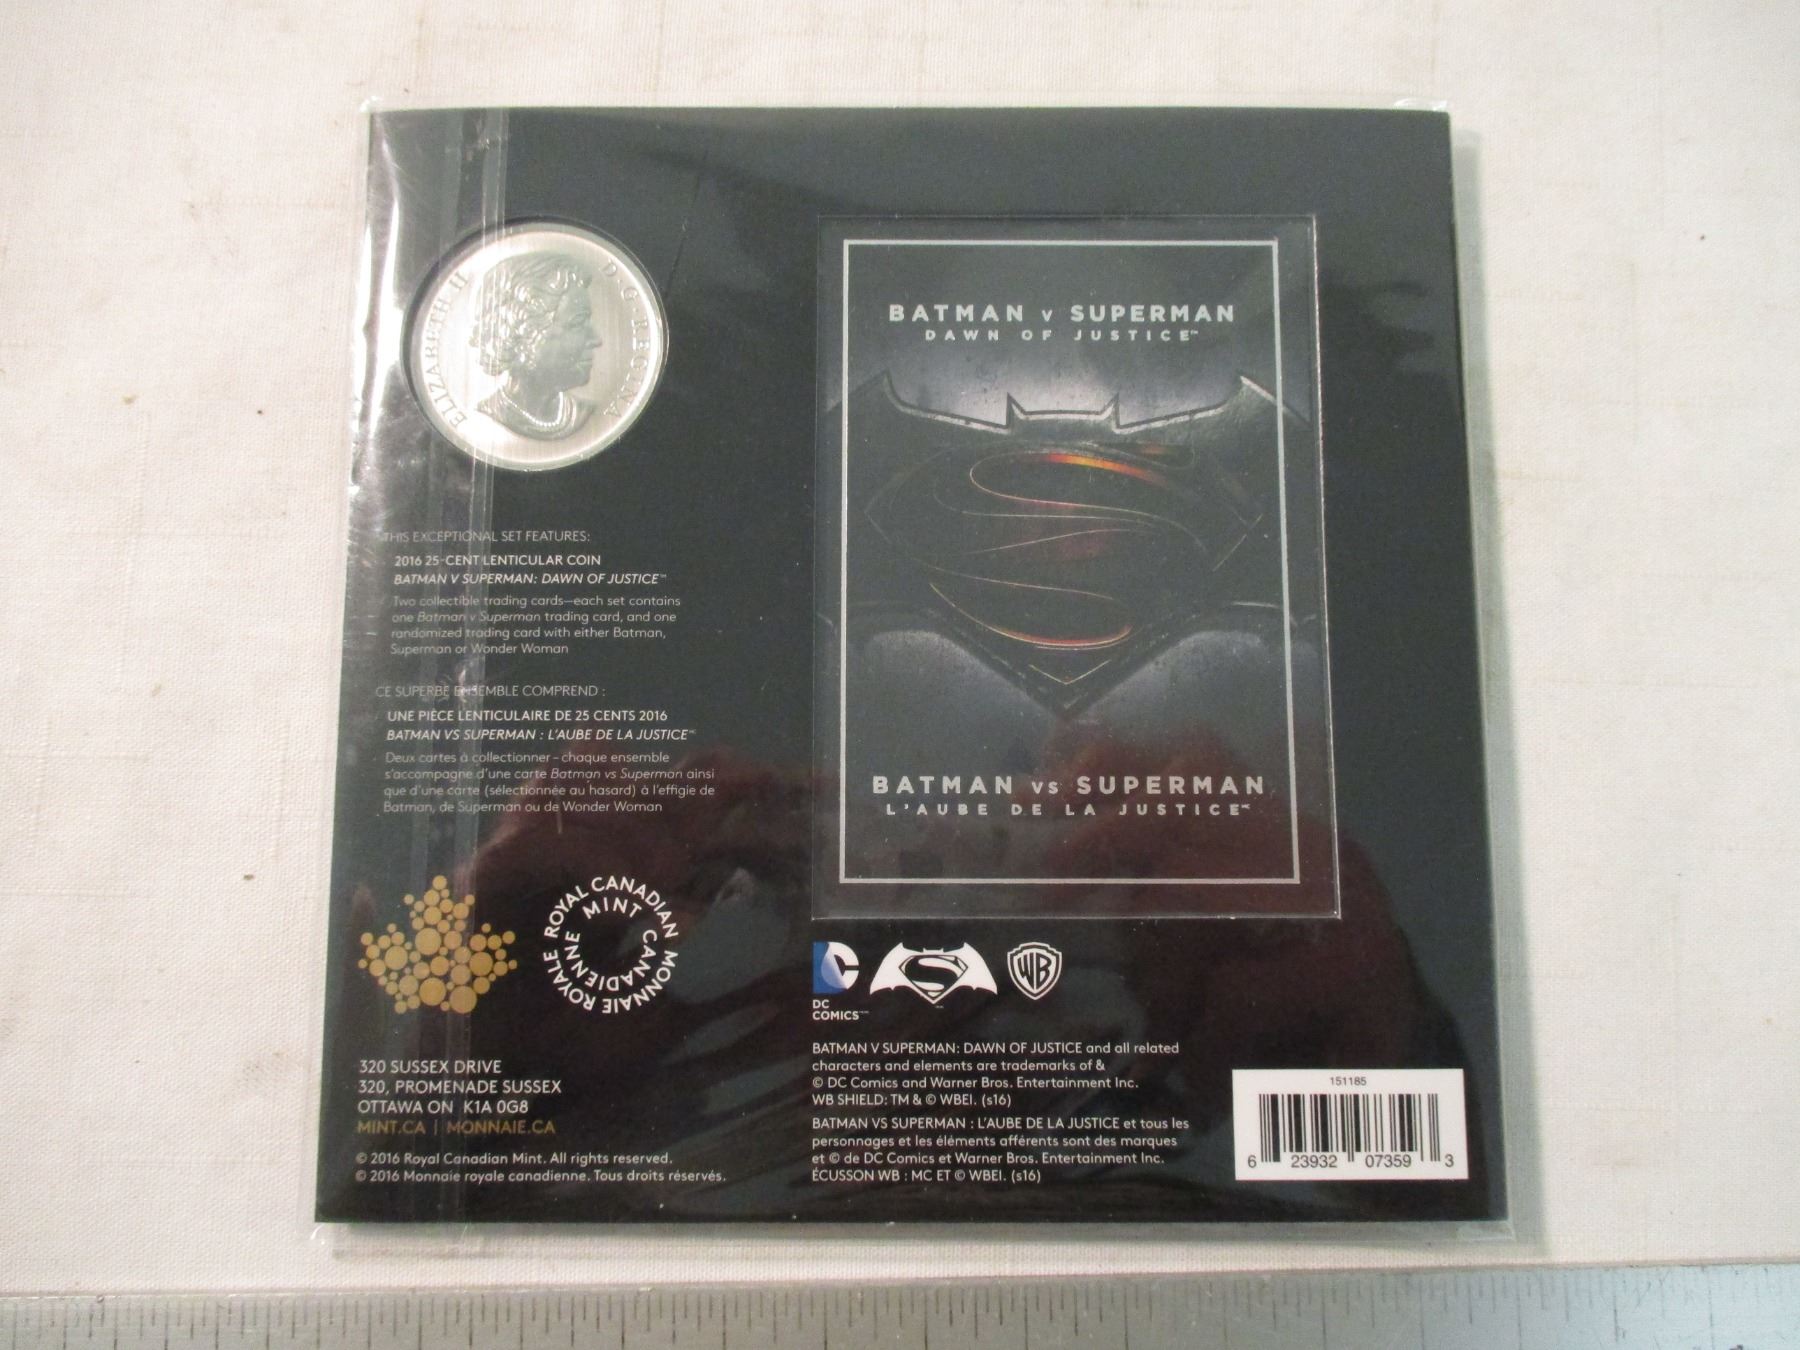 ELIZABETH II D·G·REGINA
THIS EXCEPTIONAL SET FEATURES:
2016 25-CENT LENTICULAR COIN
BATMAN V SUPERMAN: DAWN OF JUSTICE™
Two collectible trading cards—each set contains
one Batman v Superman trading card, and one
randomized trading card with either Batman,
Superman or Wonder Woman
CE SUPERBE ENSEMBLE COMPREND :
UNE PIÈCE LENTICULAIRE DE 25 CENTS 2016
BATMAN VS SUPERMAN : L'AUBE DE LA JUSTICE MC
Deux cartes à collectionner – chaque ensemble
s'accompagne d'une carte Batman vs Superman ainsi
que d'une carte (sélectionnée au hasard) à l'effigie de
Batman, de Superman ou de Wonder Woman
ROYAL CANADIAN MINT
MONNAIE ROYALE CANADIENNE
320 SUSSEX DRIVE
320, PROMENADE SUSSEX
OTTAWA ON K1A 0G8
MINT.CA | MONNAIE.CA
© 2016 Royal Canadian Mint. All rights reserved.
© 2016 Monnaie royale canadienne. Tous droits réservés.
BATMAN V SUPERMAN
DAWN OF JUSTICE™
BATMAN VS SUPERMAN
L'AUBE DE LA JUSTICE MC
DC
COMICS
WB
BATMAN V SUPERMAN: DAWN OF JUSTICE and all related
characters and elements are trademarks of &
© DC Comics and Warner Bros. Entertainment Inc.
WB SHIELD: TM & © WBEI. (s16)
BATMAN VS SUPERMAN : L'AUBE DE LA JUSTICE et tous les
personnages et les éléments afférents sont des marques
et © de DC Comics et Warner Bros. Entertainment Inc.
ÉCUSSON WB : MC ET © WBEI. (s16)
151185
6 23932 07359 3